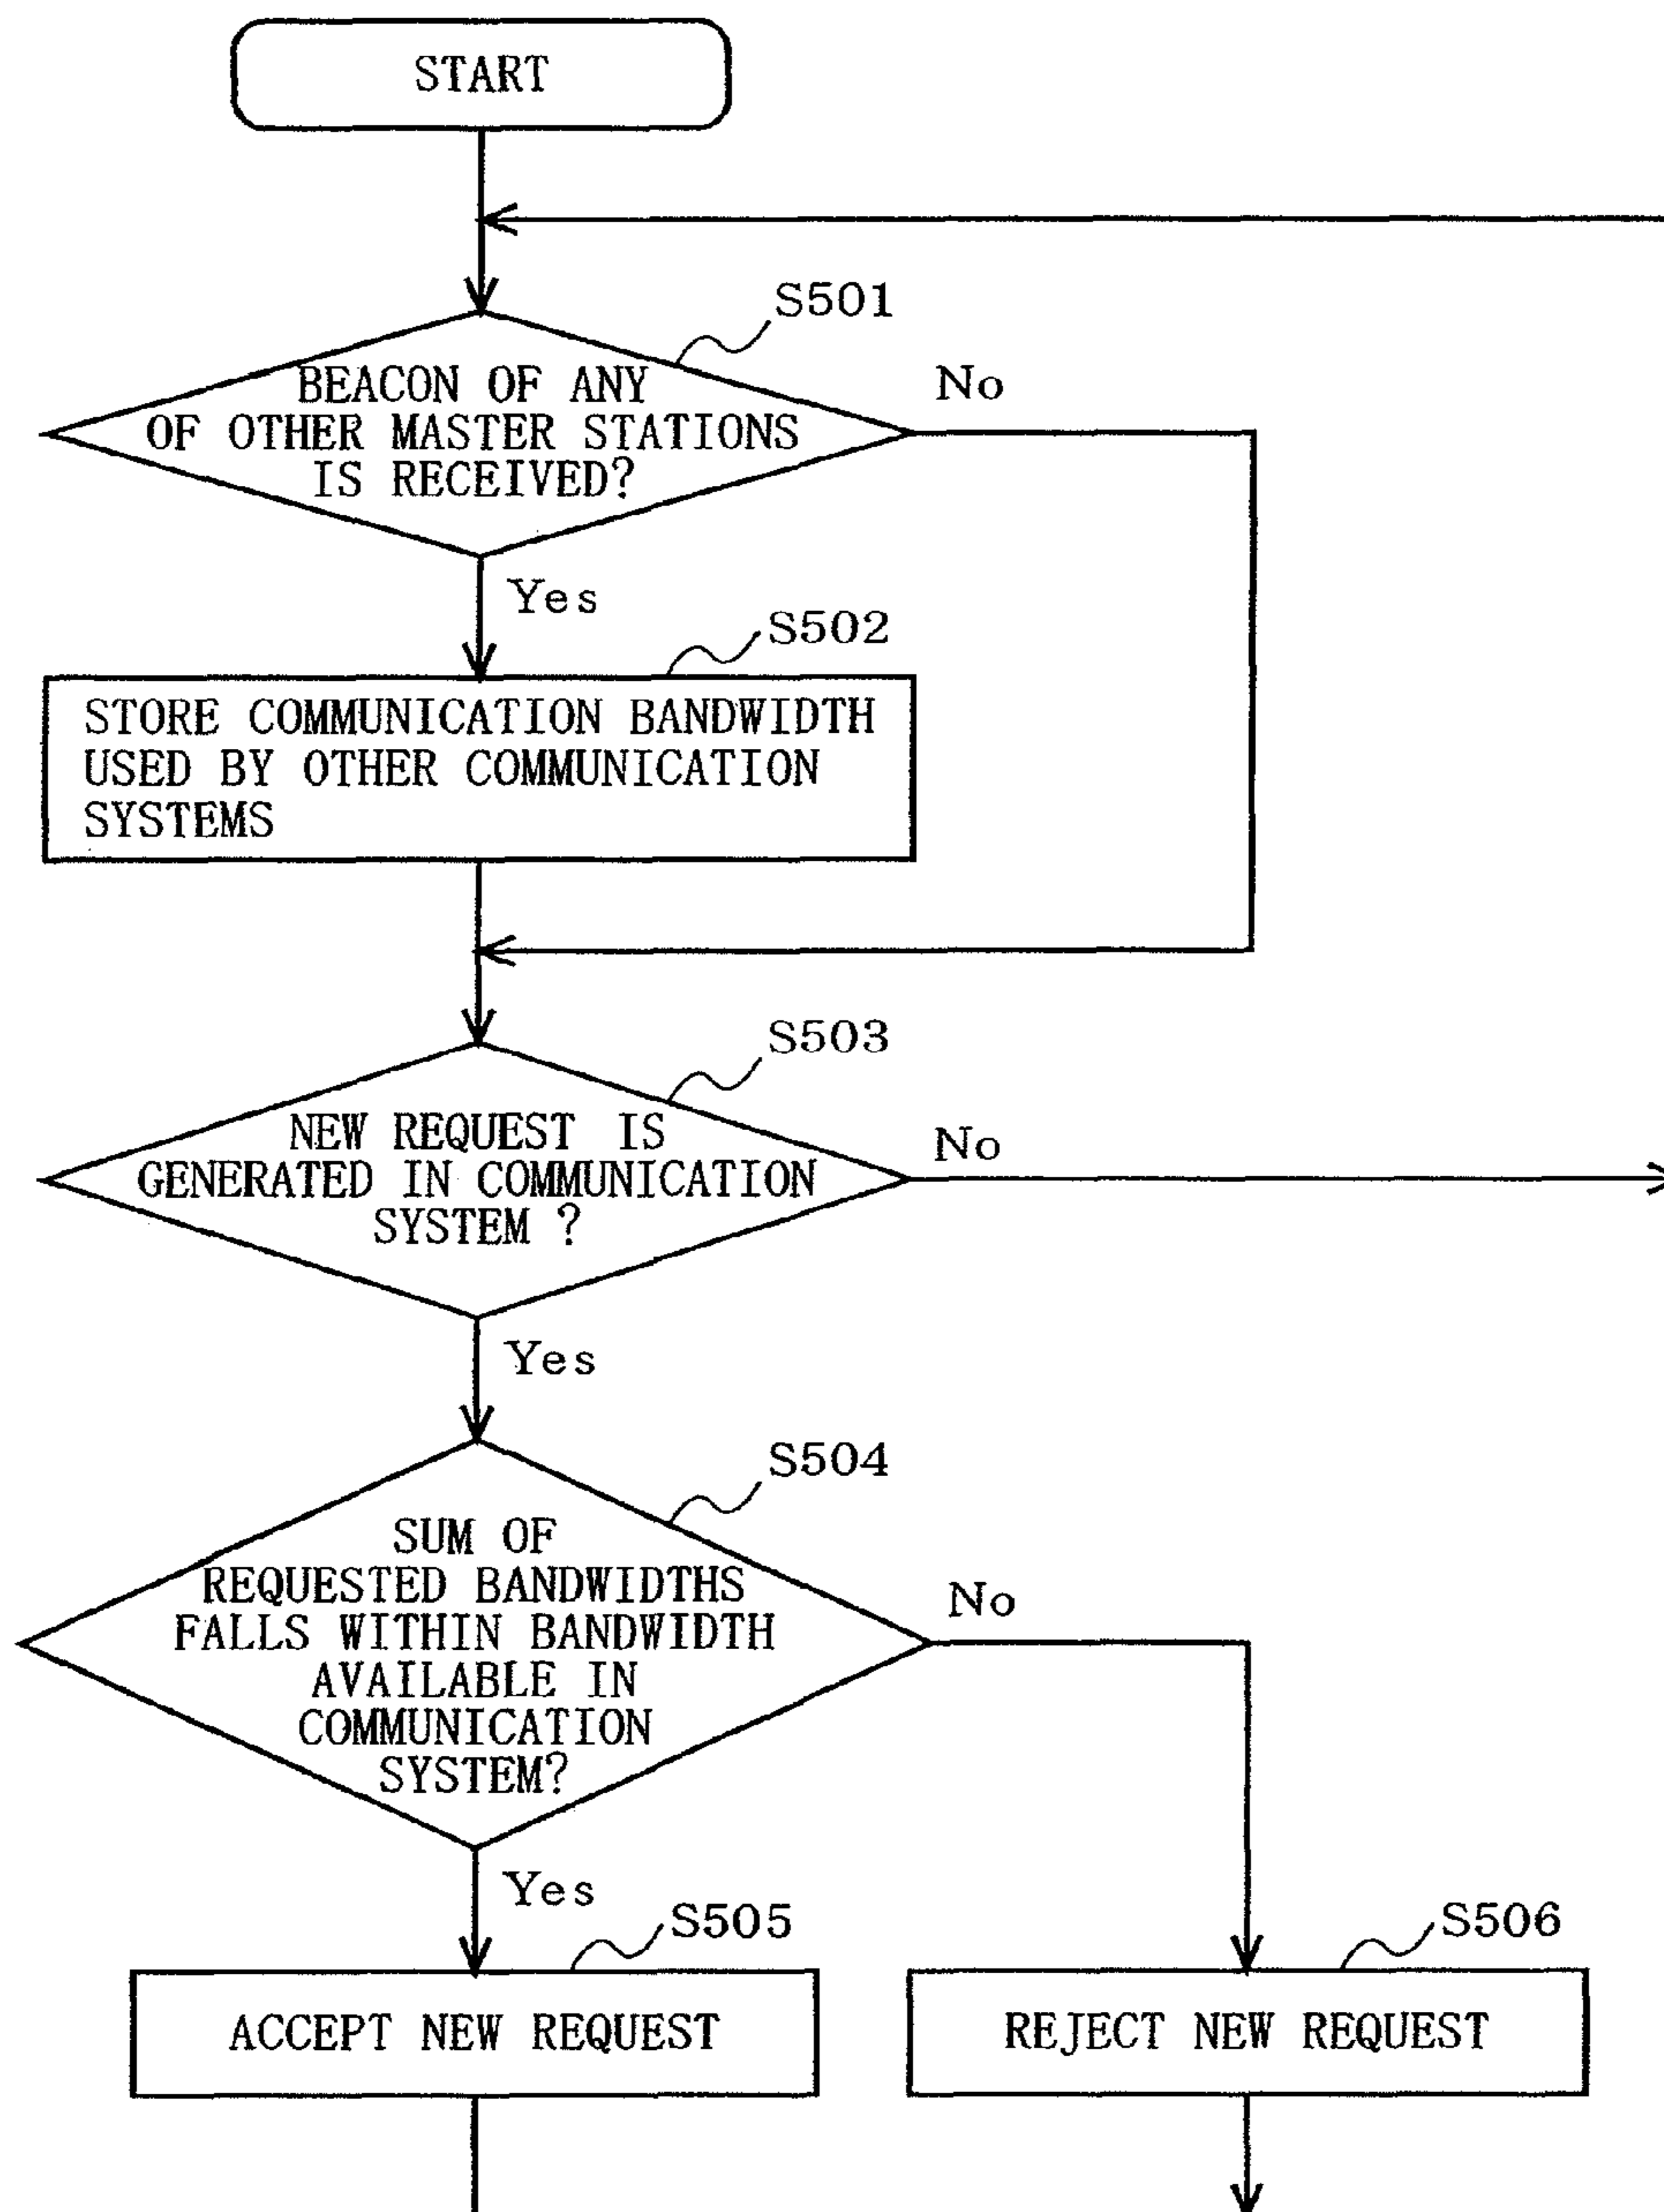 START
S501
BEACON OF ANY
OF OTHER MASTER STATIONS
IS RECEIVED?
No
Yes
S502
STORE COMMUNICATION BANDWIDTH
USED BY OTHER COMMUNICATION
SYSTEMS
S503
NEW REQUEST IS
GENERATED IN COMMUNICATION
SYSTEM ?
No
Yes
S504
SUM OF
REQUESTED BANDWIDTHS
FALLS WITHIN BANDWIDTH
AVAILABLE IN
COMMUNICATION
SYSTEM?
No
Yes
S505
ACCEPT NEW REQUEST
S506
REJECT NEW REQUEST